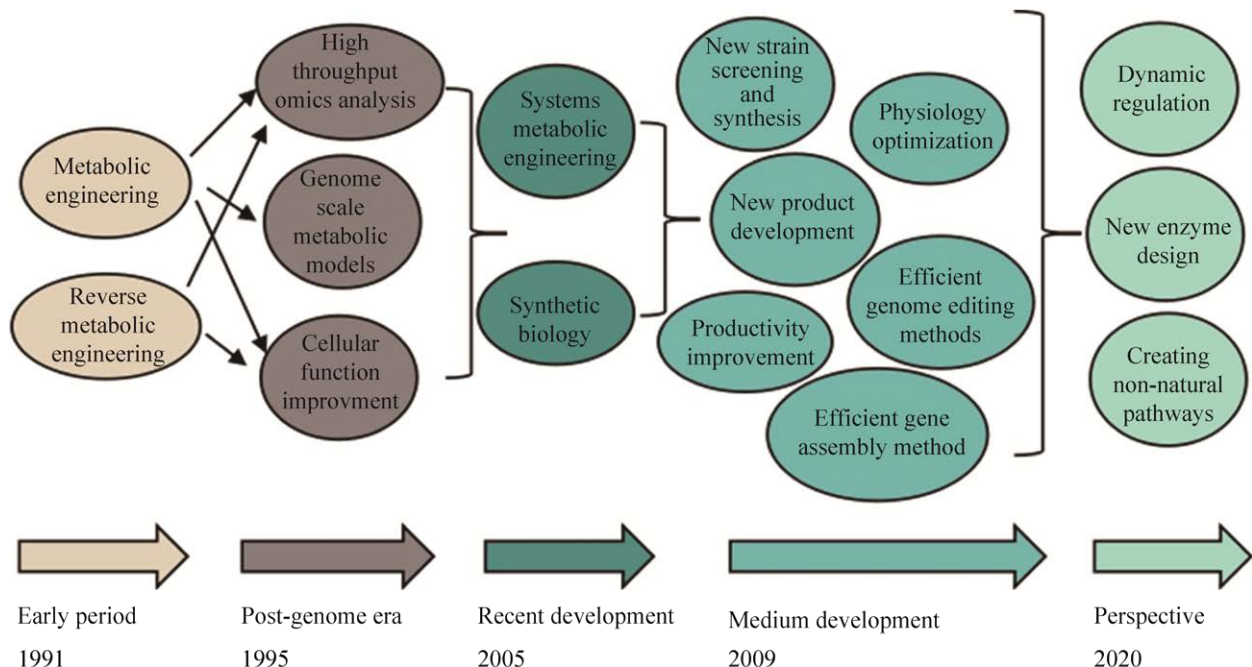 Metabolic
engineering
Reverse
metabolic
engineering
High
throughput
omics analysis
Genome
scale
metabolic
models
Cellular
function
improvment
Systems
metabolic
engineering
Synthetic
biology
New strain
screening
and
synthesis
Physiology
optimization
New product
development
Efficient
genome editing
methods
Productivity
improvement
Efficient gene
assembly method
Dynamic
regulation
New enzyme
design
Creating
non-natural
pathways
Early period
1991
Post-genome era
1995
Recent development
2005
Medium development
2009
Perspective
2020